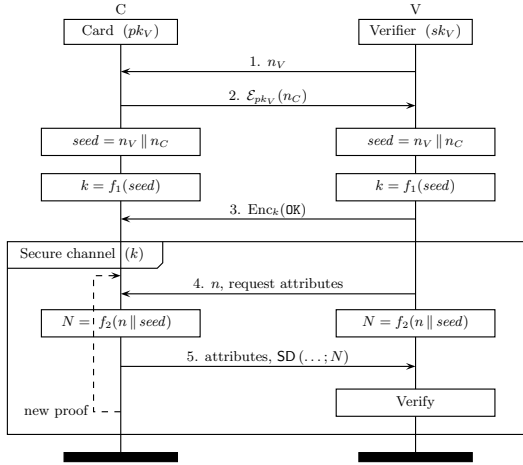 C V
Card (pk_V) Verifier (sk_V)
1. n_V
2. ℰ_{pk_V}(n_C)
seed = n_V ∥ n_C seed = n_V ∥ n_C
k = f_1(seed) k = f_1(seed)
3. Enc_k(OK)
Secure channel (k)
4. n, request attributes
N = f_2(n ∥ seed) N = f_2(n ∥ seed)
5. attributes, SD (...; N)
Verify
new proof